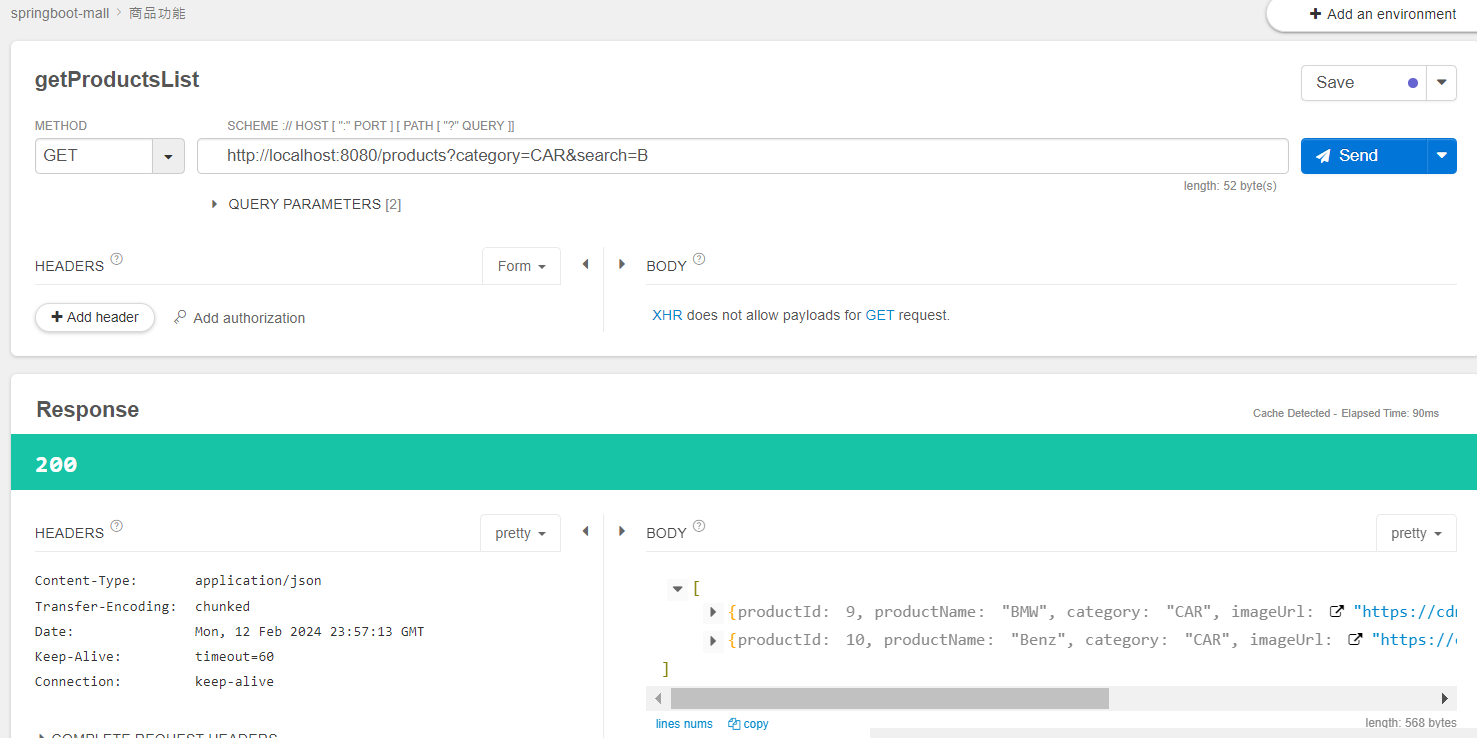 springboot-mall > 商品功能
+ Add an environment
getProductsList
Save
METHOD
SCHEME :// HOST [ ":" PORT ] [ PATH [ "?" QUERY ]]
GET
http://localhost:8080/products?category=CAR&search=B
Send
length: 52 byte(s)
QUERY PARAMETERS [2]
HEADERS ?
Form
BODY ?
+ Add header
Add authorization
XHR does not allow payloads for GET request.
Response
Cache Detected - Elapsed Time: 90ms
200
HEADERS ?
pretty
BODY ?
pretty
Content-Type: application/json
Transfer-Encoding: chunked
Date: Mon, 12 Feb 2024 23:57:13 GMT
Keep-Alive: timeout=60
Connection: keep-alive
[
{productId: 9, productName: "BMW", category: "CAR", imageUrl: "https://cd
{productId: 10, productName: "Benz", category: "CAR", imageUrl: "https://
]
lines nums
copy
length: 568 bytes
COMPLETE REQUEST HEADERS